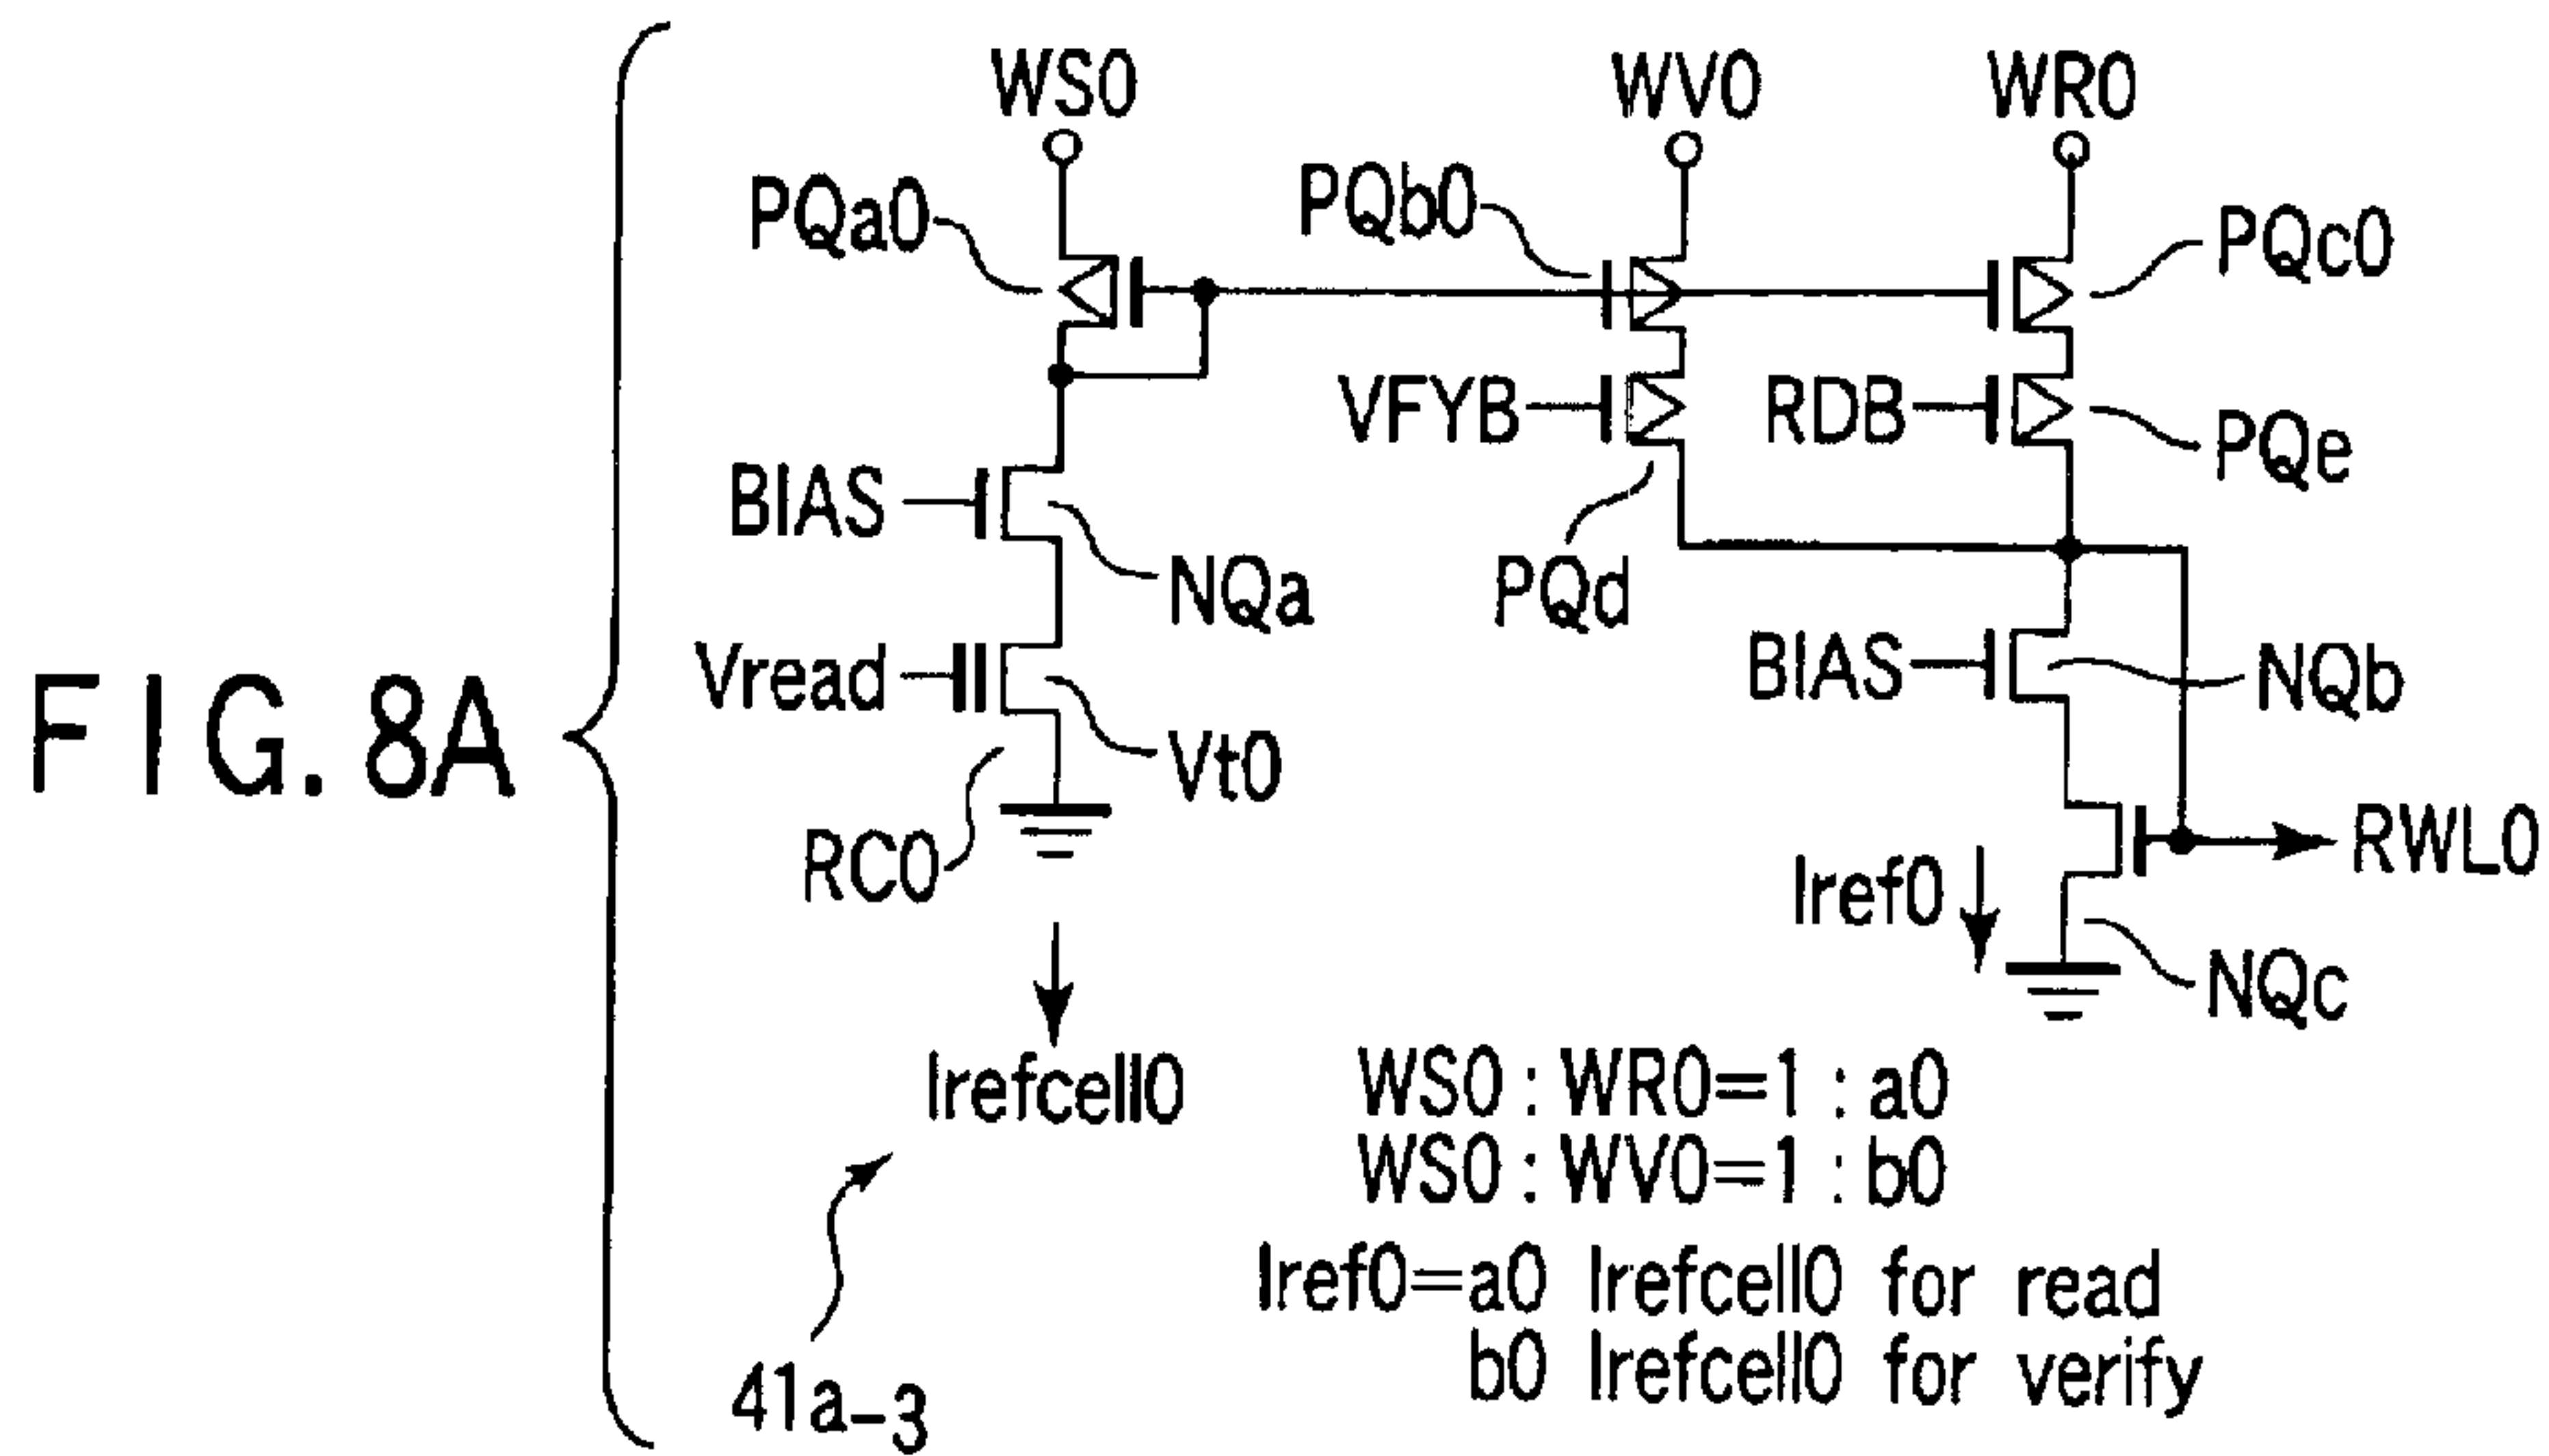 FIG. 8A
WS0
WV0
WR0
PQa0
PQb0
PQc0
VFYB
RDB
PQe
BIAS
NQa
PQd
BIAS
NQb
Vread
Vt0
RC0
Iref0
RWL0
NQc
Irefcell0
WS0 : WR0=1 : a0
WS0 : WV0=1 : b0
Iref0=a0 Irefcell0 for read
b0 Irefcell0 for verify
41a-3